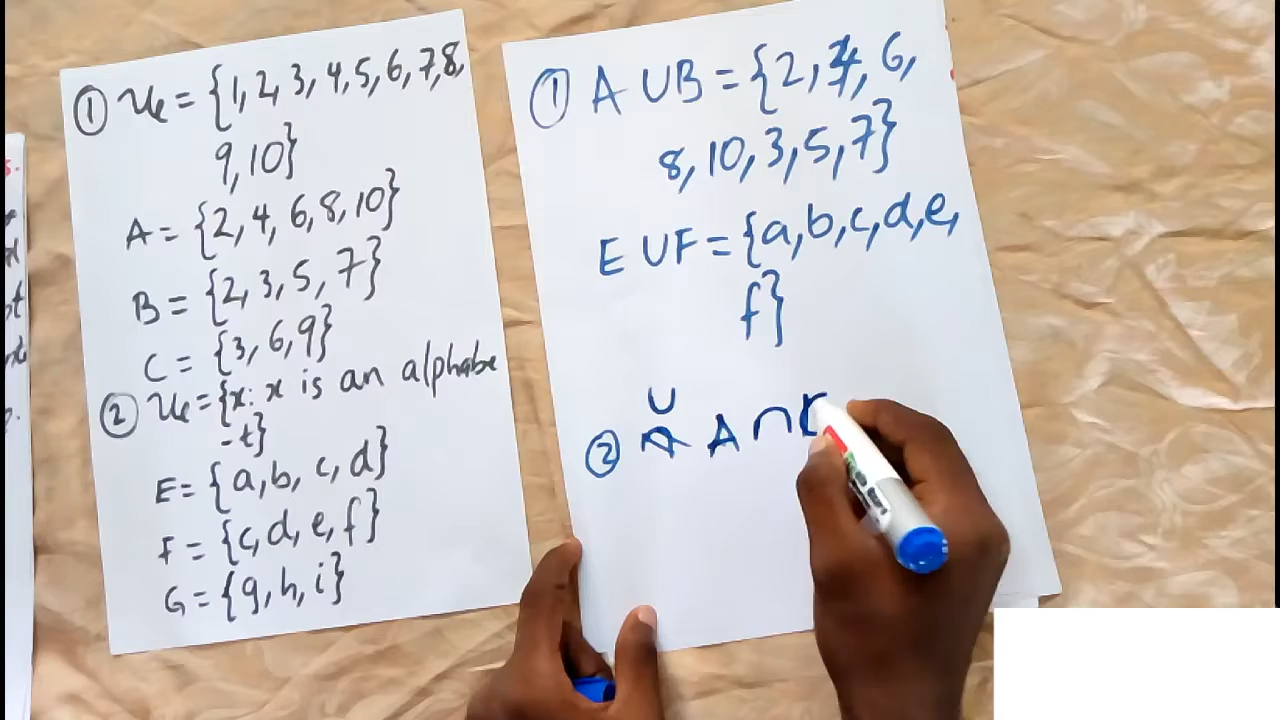 ① U = {1, 2, 3, 4, 5, 6, 7, 8,
9, 10}
A = {2, 4, 6, 8, 10}
B = {2, 3, 5, 7}
C = {3, 6, 9}
② U = {x: x is an alphabe
-t}
E = {a, b, c, d}
F = {c, d, e, f}
G = {g, h, i}
① A ∪ B = {2, 4, 6,
8, 10, 3, 5, 7}
E ∪ F = {a, b, c, d, e,
f}
② A ∩